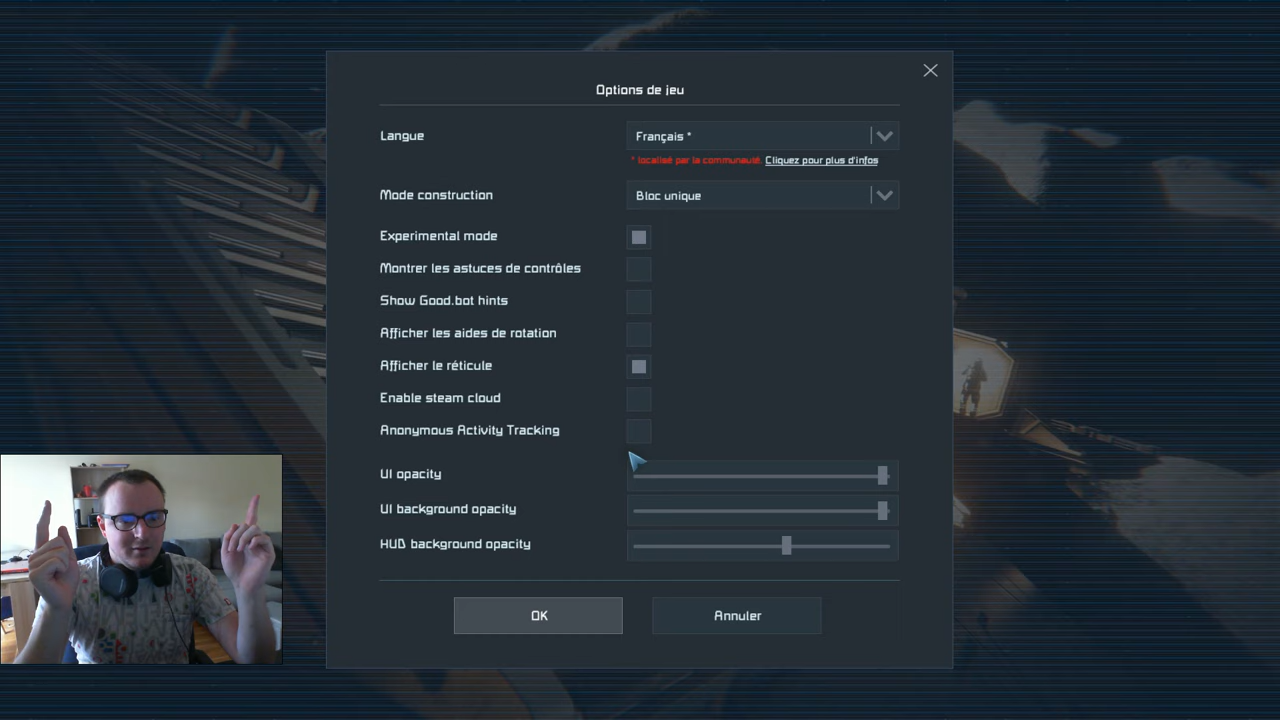 Options de jeu
Langue
Français *
* localisé par la communauté. Cliquez pour plus d'infos
Mode construction
Bloc unique
Experimental mode
Montrer les astuces de contrôles
Show Good.bot hints
Afficher les aides de rotation
Afficher le réticule
Enable steam cloud
Anonymous Activity Tracking
UI opacity
UI background opacity
HUD background opacity
OK
Annuler